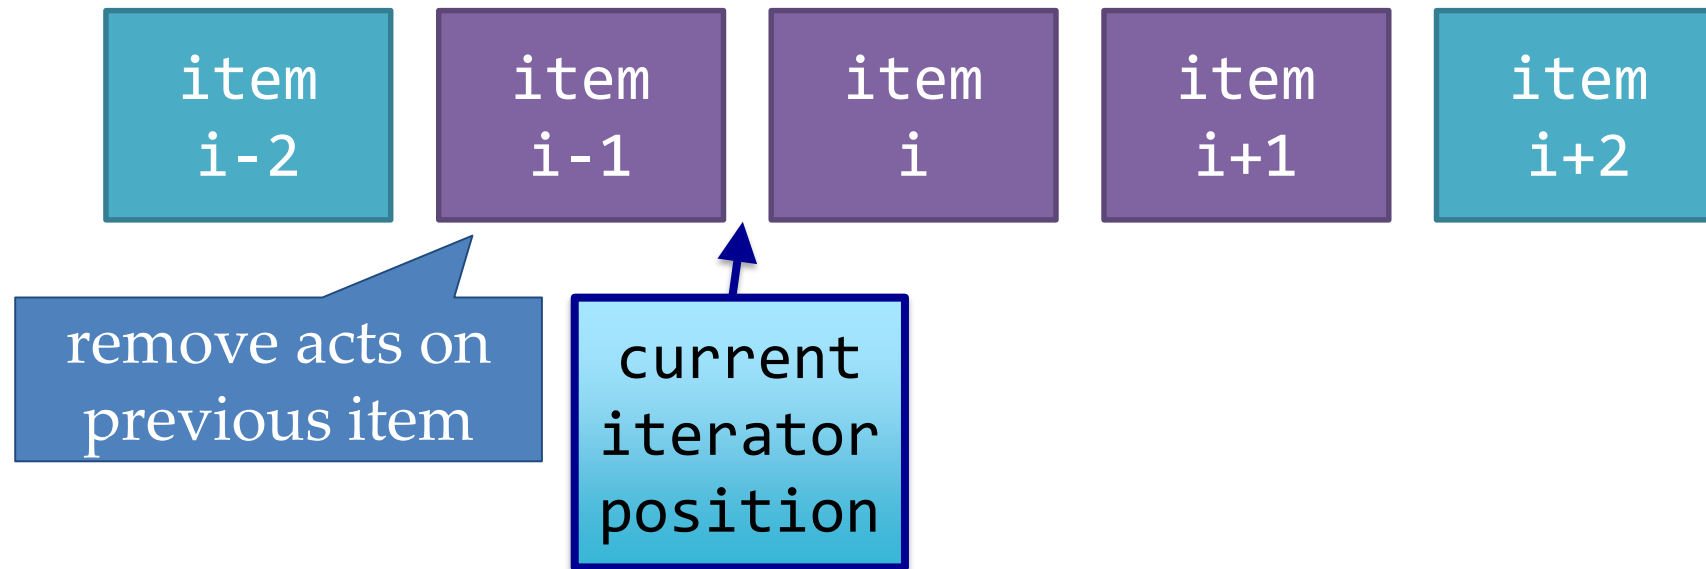 item
i-2
item
i-1
item
i
item
i+1
item
i+2
remove acts on
previous item
current
iterator
position